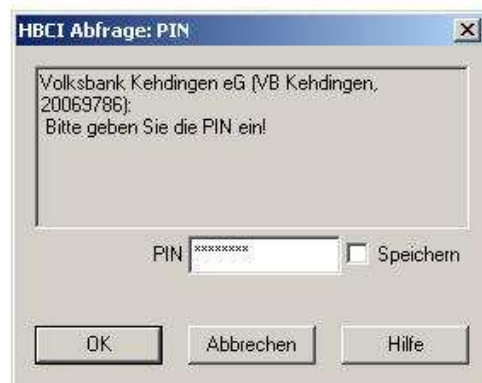 HBCI Abfrage: PIN
Volksbank Kehdingen eG (VB Kehdingen,
20069786):
Bitte geben Sie die PIN ein!
PIN ******** Speichern
OK Abbrechen Hilfe